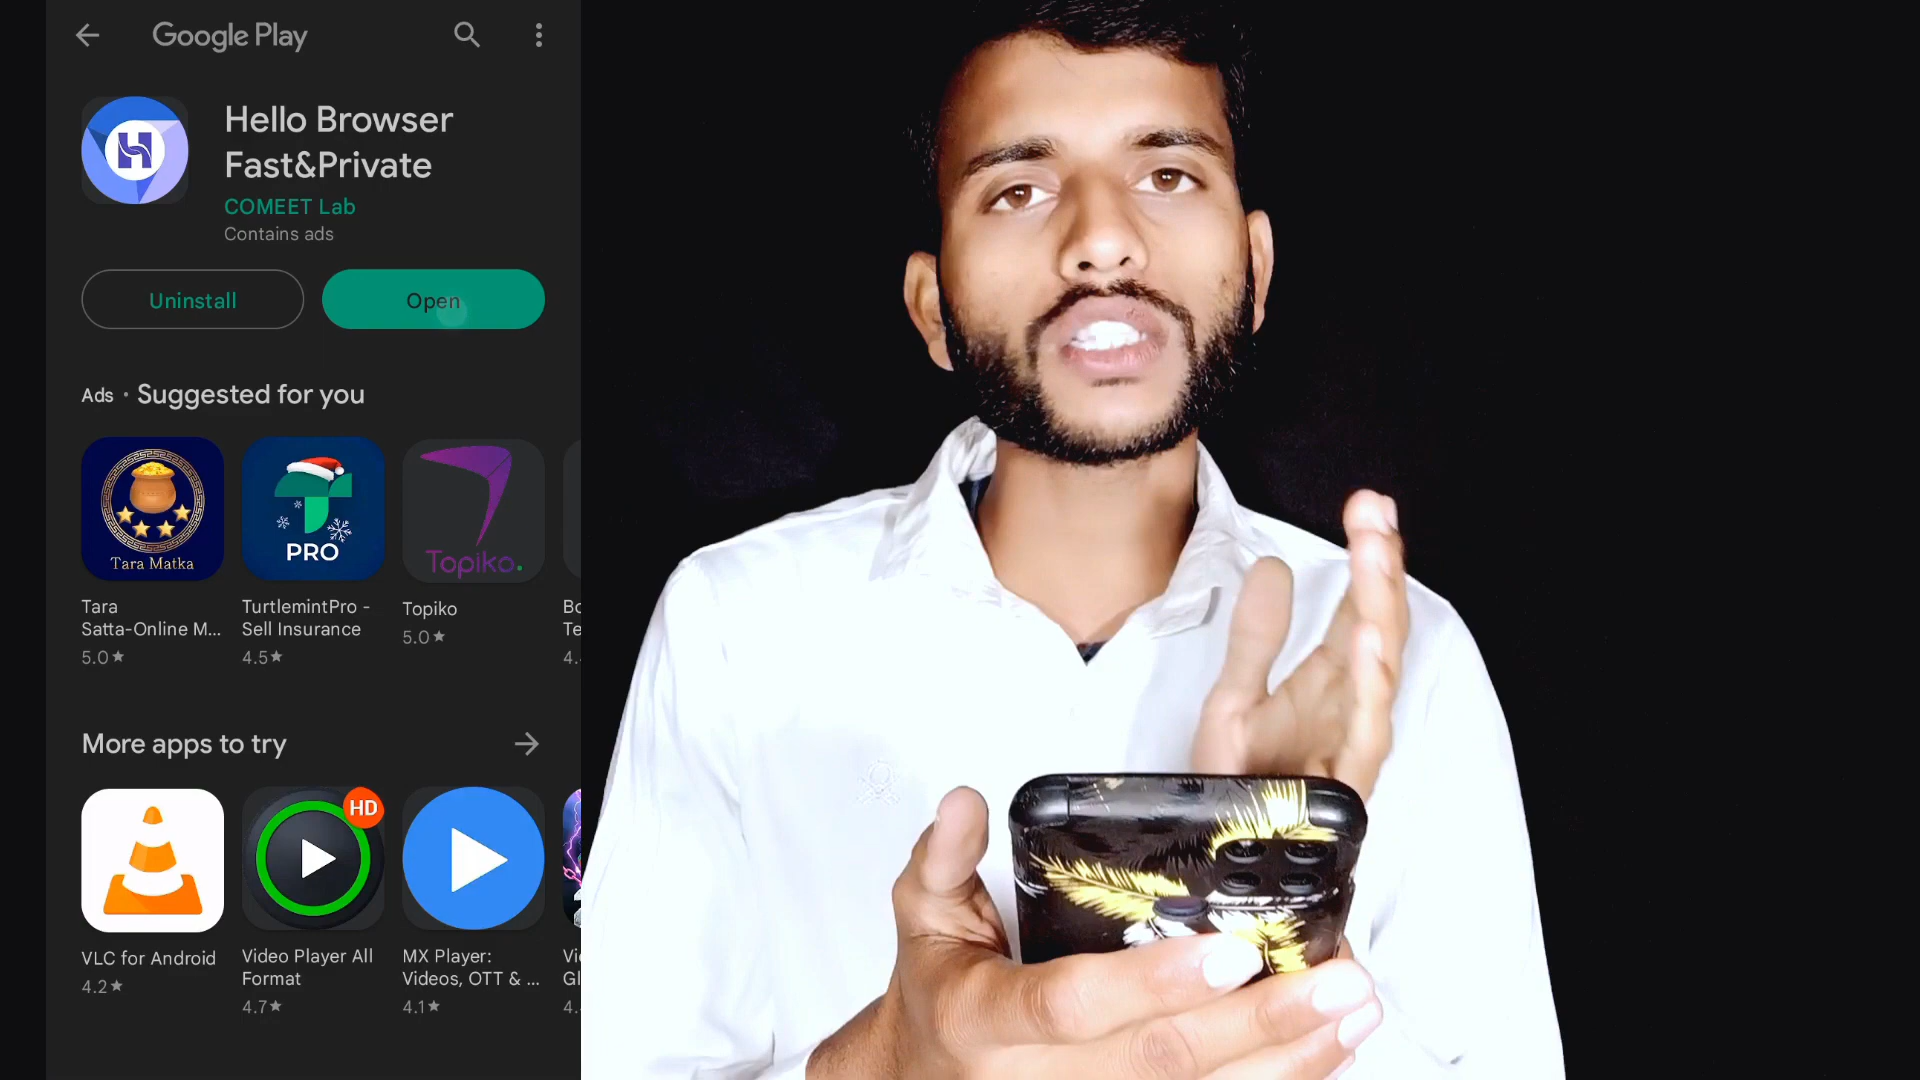 Google Play
Hello Browser
Fast&Private
COMEET Lab
Contains ads
Uninstall
Open
Ads · Suggested for you
Tara Matka
PRO
Topiko.
Tara
Satta-Online M...
5.0★
TurtlemintPro -
Sell Insurance
4.5★
Topiko
5.0★
4.
More apps to try
HD
VLC for Android
4.2★
Video Player All
Format
4.7★
MX Player:
Videos, OTT & ...
4.1★
4.